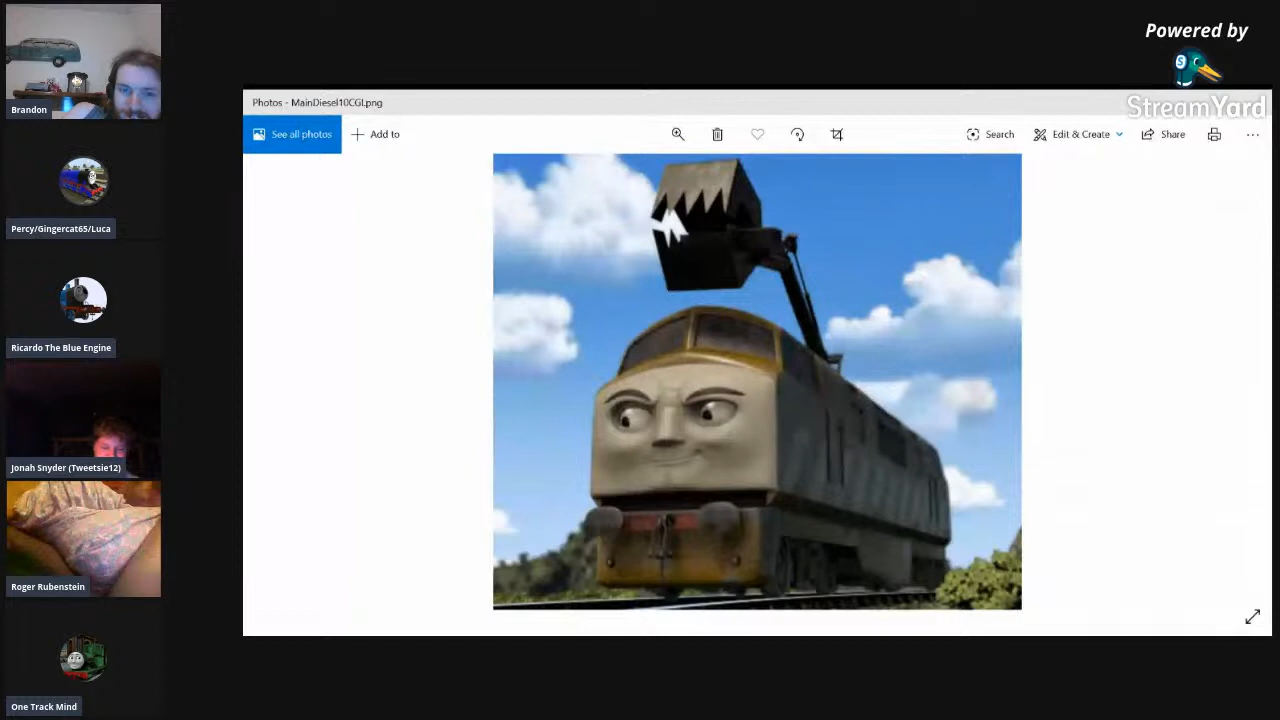 Powered by
StreamYard
Brandon
Percy/Gingercat65/Luca
Ricardo The Blue Engine
Jonah Snyder (Tweetsie12)
Roger Rubenstein
One Track Mind
Photos - MainDiesel10CGI.png
See all photos
Add to
Search
Edit & Create
Share